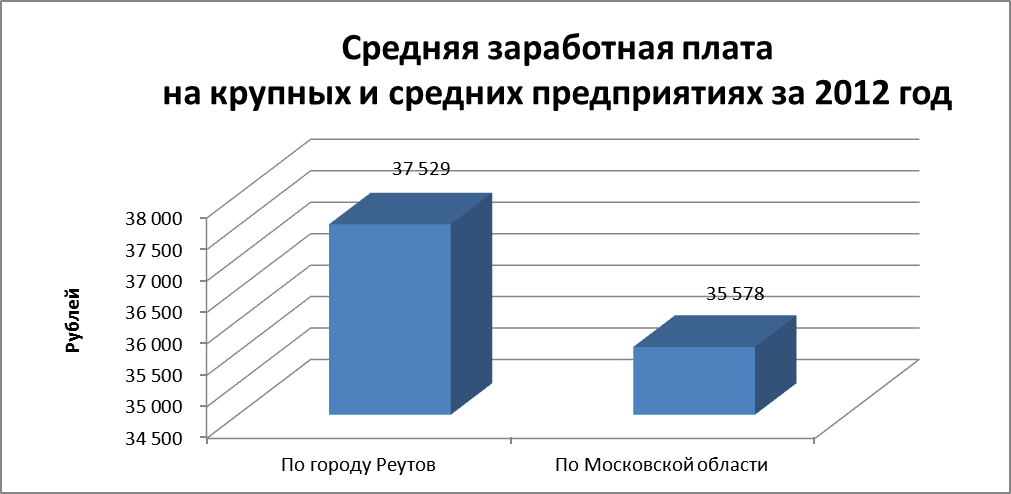 Средняя заработная плата
на крупных и средних предприятиях за 2012 год
37 529
35 578
38 000
37 500
37 000
36 500
36 000
35 500
35 000
34 500
Рублей
По городу Реутов
По Московской области